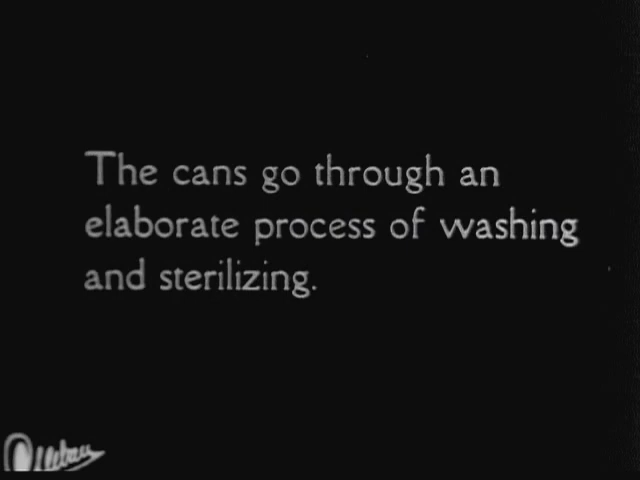 The cans go through an
elaborate process of washing
and sterilizing.